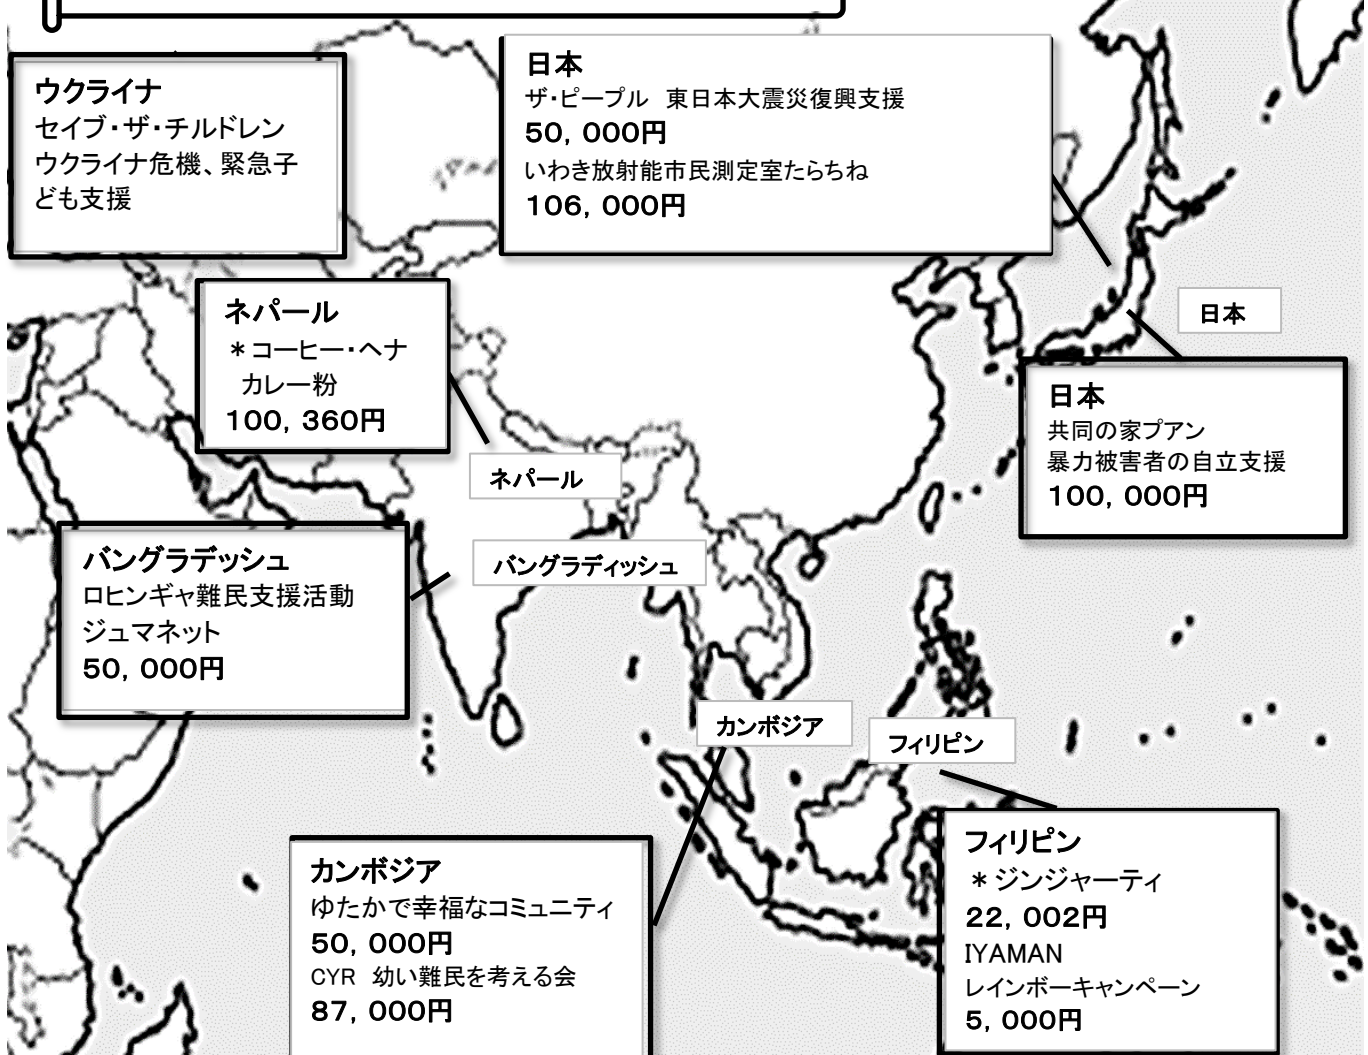 ウクライナ
セイブ・ザ・チルドレン
ウクライナ危機、緊急子
ども支援
日本
ザ・ピープル　東日本大震災復興支援
50，000円
いわき放射能市民測定室たらちね
106，000円
ネパール
＊コーヒー・ヘナ
カレー粉
100，360円
日本
日本
共同の家プアン
暴力被害者の自立支援
100，000円
ネパール
バングラデッシュ
ロヒンギャ難民支援活動
ジュマネット
50，000円
バングラディッシュ
カンボジア
フィリピン
カンボジア
ゆたかで幸福なコミュニティ
50，000円
CYR　幼い難民を考える会
87，000円
フィリピン
＊ジンジャーティ
22，002円
IYAMAN
レインボーキャンペーン
5，000円